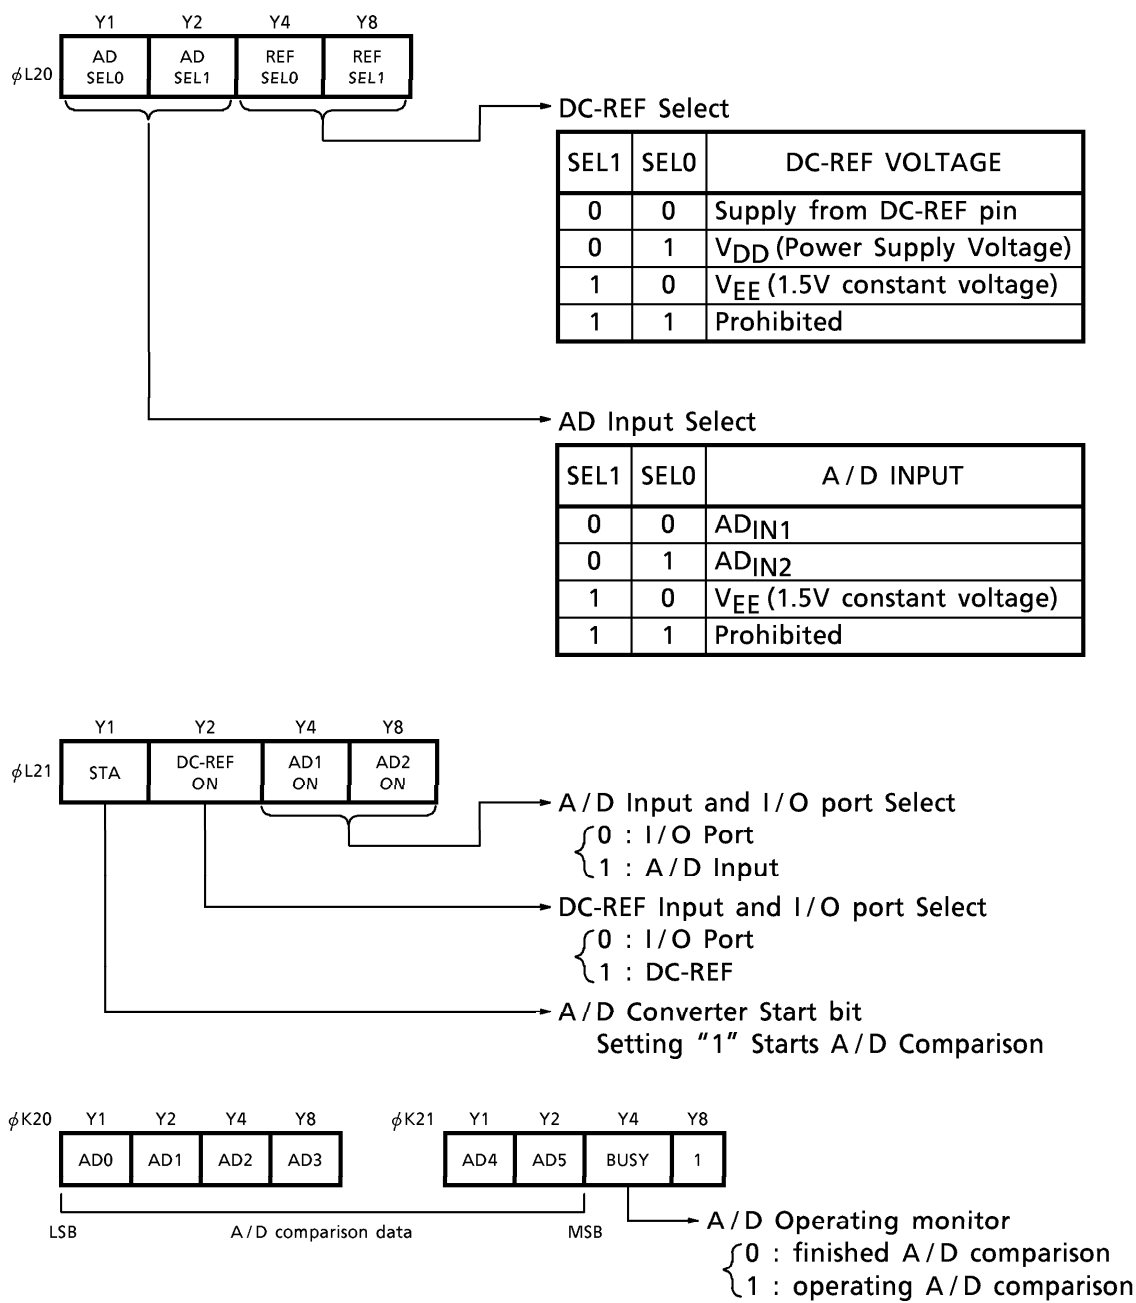 Y1 Y2 Y4 Y8
ϕL20 AD SEL0 AD SEL1 REF SEL0 REF SEL1
DC-REF Select
SEL1 SEL0 DC-REF VOLTAGE
0 0 Supply from DC-REF pin
0 1 VDD (Power Supply Voltage)
1 0 VEE (1.5V constant voltage)
1 1 Prohibited
AD Input Select
SEL1 SEL0 A/D INPUT
0 0 ADIN1
0 1 ADIN2
1 0 VEE (1.5V constant voltage)
1 1 Prohibited
Y1 Y2 Y4 Y8
ϕL21 STA DC-REF ON AD1 ON AD2 ON
A/D Input and I/O port Select
0 : I/O Port
1 : A/D Input
DC-REF Input and I/O port Select
0 : I/O Port
1 : DC-REF
A/D Converter Start bit
Setting “1” Starts A/D Comparison
ϕK20 Y1 Y2 Y4 Y8 ϕK21 Y1 Y2 Y4 Y8
AD0 AD1 AD2 AD3 AD4 AD5 BUSY 1
LSB A/D comparison data MSB
A/D Operating monitor
0 : finished A/D comparison
1 : operating A/D comparison